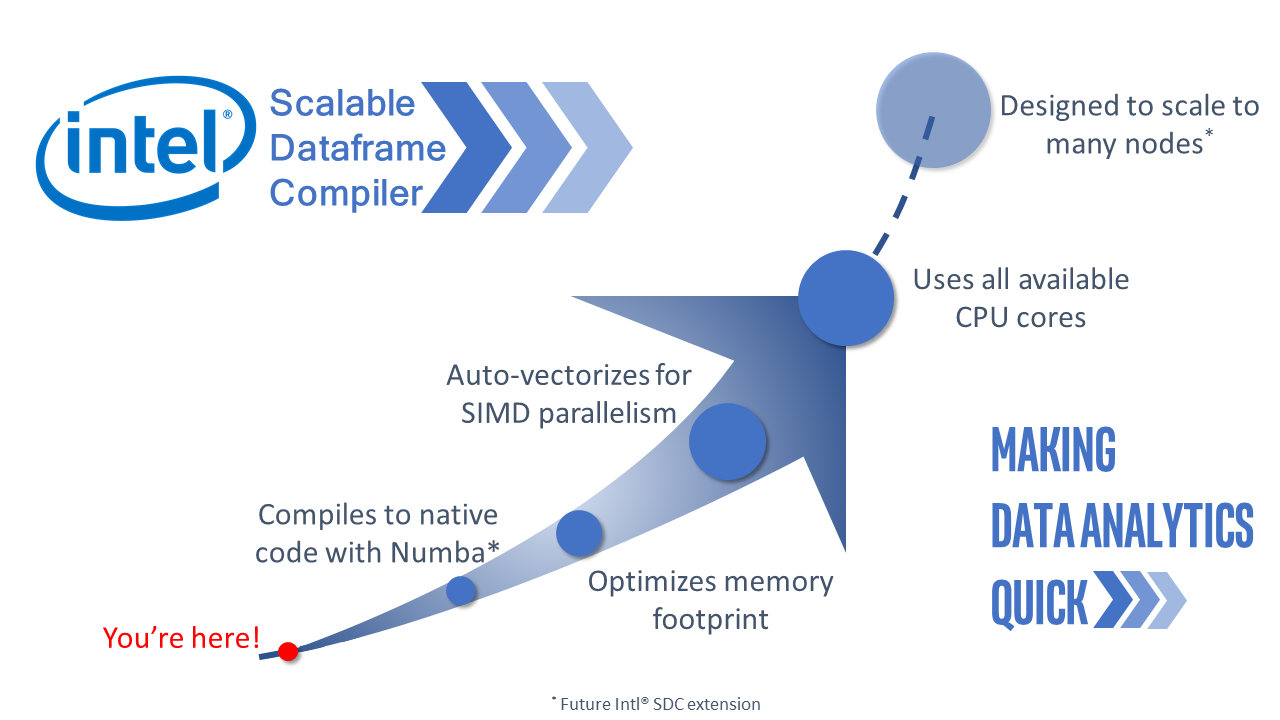 intel®
Scalable
Dataframe
Compiler
Designed to scale to
many nodes*
Uses all available
CPU cores
Auto-vectorizes for
SIMD parallelism
Compiles to native
code with Numba*
Optimizes memory
footprint
You're here!
MAKING
DATA ANALYTICS
QUICK
* Future Intl® SDC extension